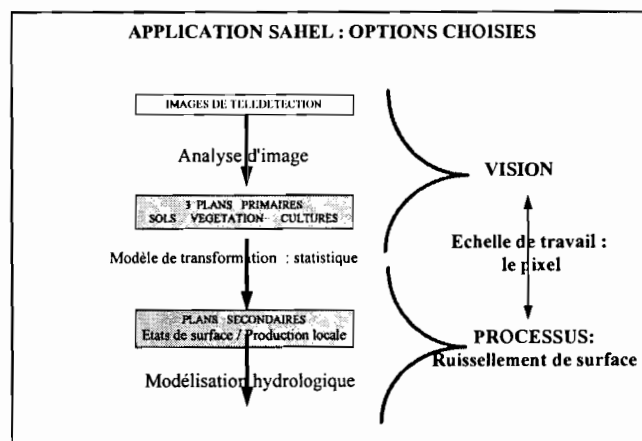 APPLICATION SAHEL : OPTIONS CHOISIES
IMAGES DE TELEDETECTION
Analyse d'image
3 PLANS PRIMAIRES
SOLS VEGETATION CULTURES
Modèle de transformation : statistique
PLANS SECONDAIRES
Etats de surface / Production locale
Modélisation hydrologique
VISION
Echelle de travail :
le pixel
PROCESSUS:
Ruissellement de surface